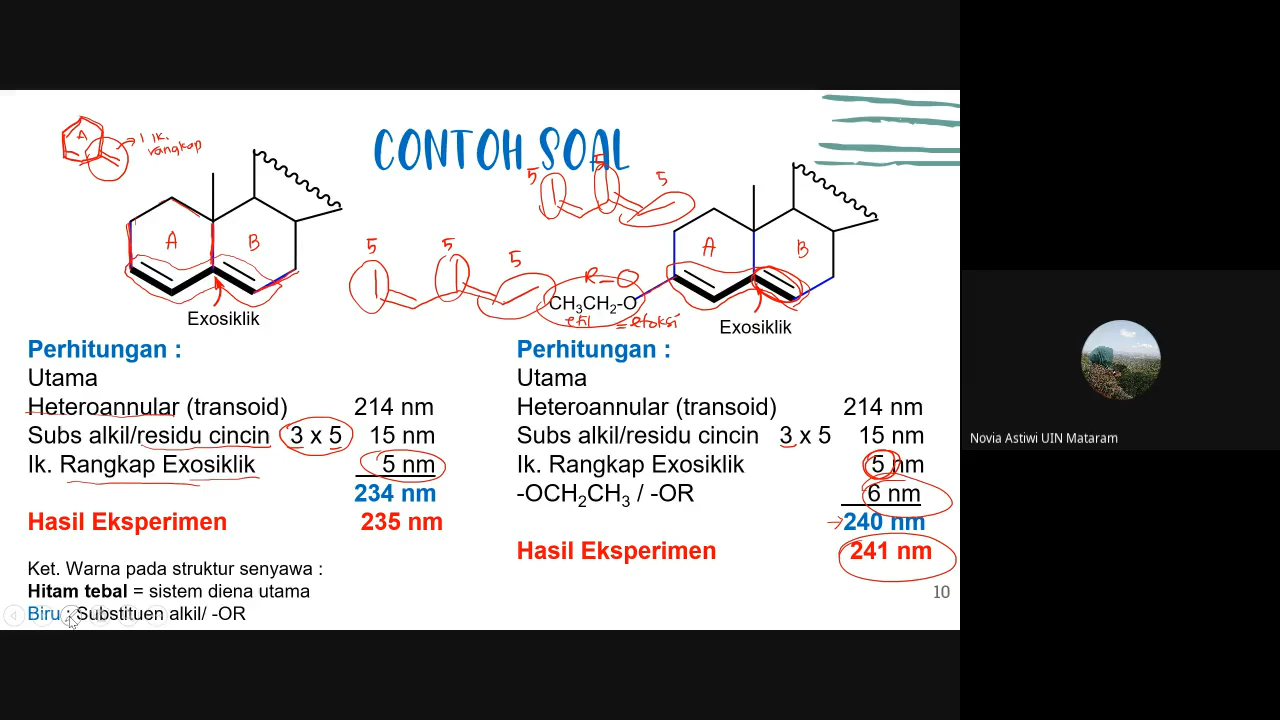 CONTOH SOAL
A
1 ik.
rangkap
A
B
Exosiklik
5
5
5
5
5
5
A
B
R-O
CH3CH2-O
etil = etoksi
Exosiklik
Perhitungan :
Utama
Heteroannular (transoid) 214 nm
Subs alkil/residu cincin 3 x 5 15 nm
Ik. Rangkap Exosiklik 5 nm
234 nm
Hasil Eksperimen 235 nm
Ket. Warna pada struktur senyawa :
Hitam tebal = sistem diena utama
Biru : Substituen alkil/ -OR
Perhitungan :
Utama
Heteroannular (transoid) 214 nm
Subs alkil/residu cincin 3 x 5 15 nm
Ik. Rangkap Exosiklik 5 nm
-OCH2CH3 / -OR 6 nm
240 nm
Hasil Eksperimen 241 nm
10
Novia Astiwi UIN Mataram